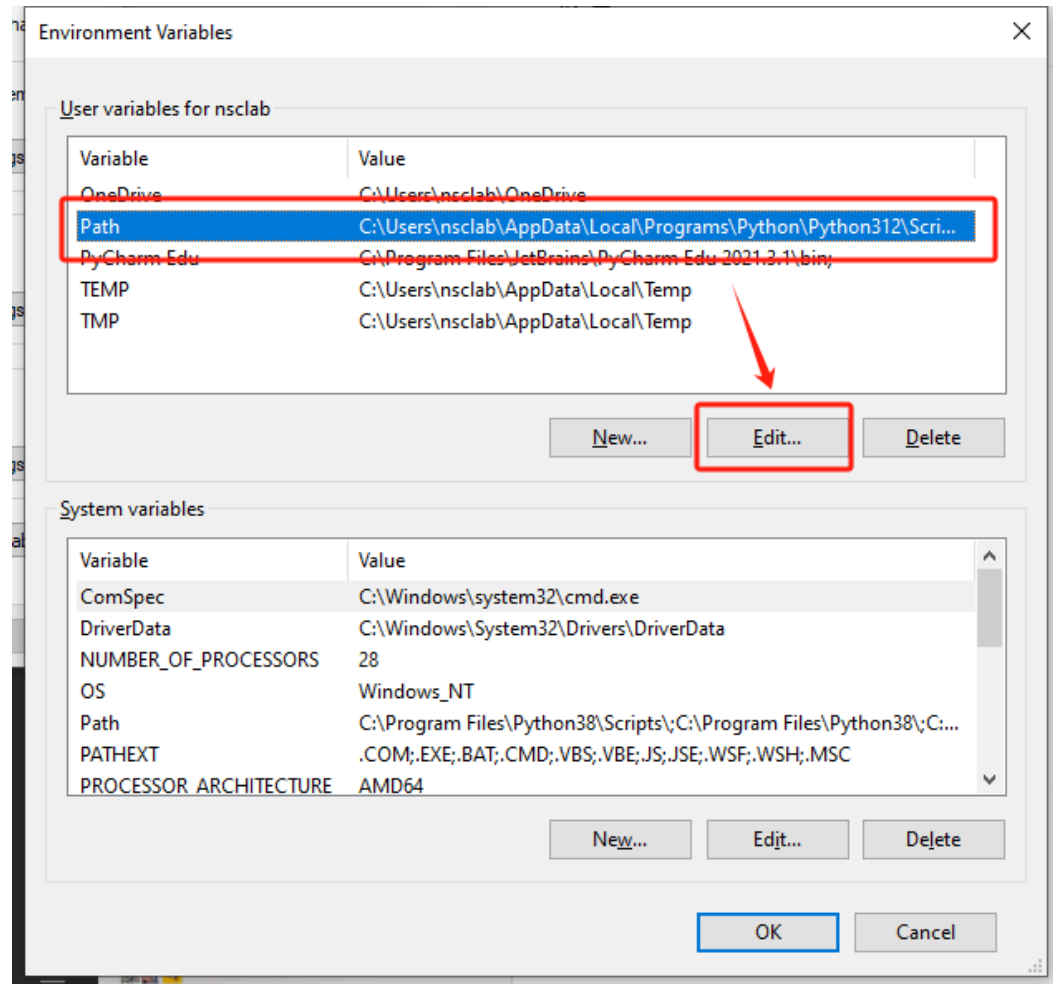 Environment Variables
User variables for nsclab
Variable Value
OneDrive C:\Users\nsclab\OneDrive
Path C:\Users\nsclab\AppData\Local\Programs\Python\Python312\Scri...
PyCharm Edu C:\Program Files\JetBrains\PyCharm Edu 2021.3.1\bin;
TEMP C:\Users\nsclab\AppData\Local\Temp
TMP C:\Users\nsclab\AppData\Local\Temp
New... Edit... Delete
System variables
Variable Value
ComSpec C:\Windows\system32\cmd.exe
DriverData C:\Windows\System32\Drivers\DriverData
NUMBER_OF_PROCESSORS 28
OS Windows_NT
Path C:\Program Files\Python38\Scripts\;C:\Program Files\Python38\;C:...
PATHEXT .COM;.EXE;.BAT;.CMD;.VBS;.VBE;.JS;.JSE;.WSF;.WSH;.MSC
PROCESSOR_ARCHITECTURE AMD64
New... Edit... Delete
OK Cancel